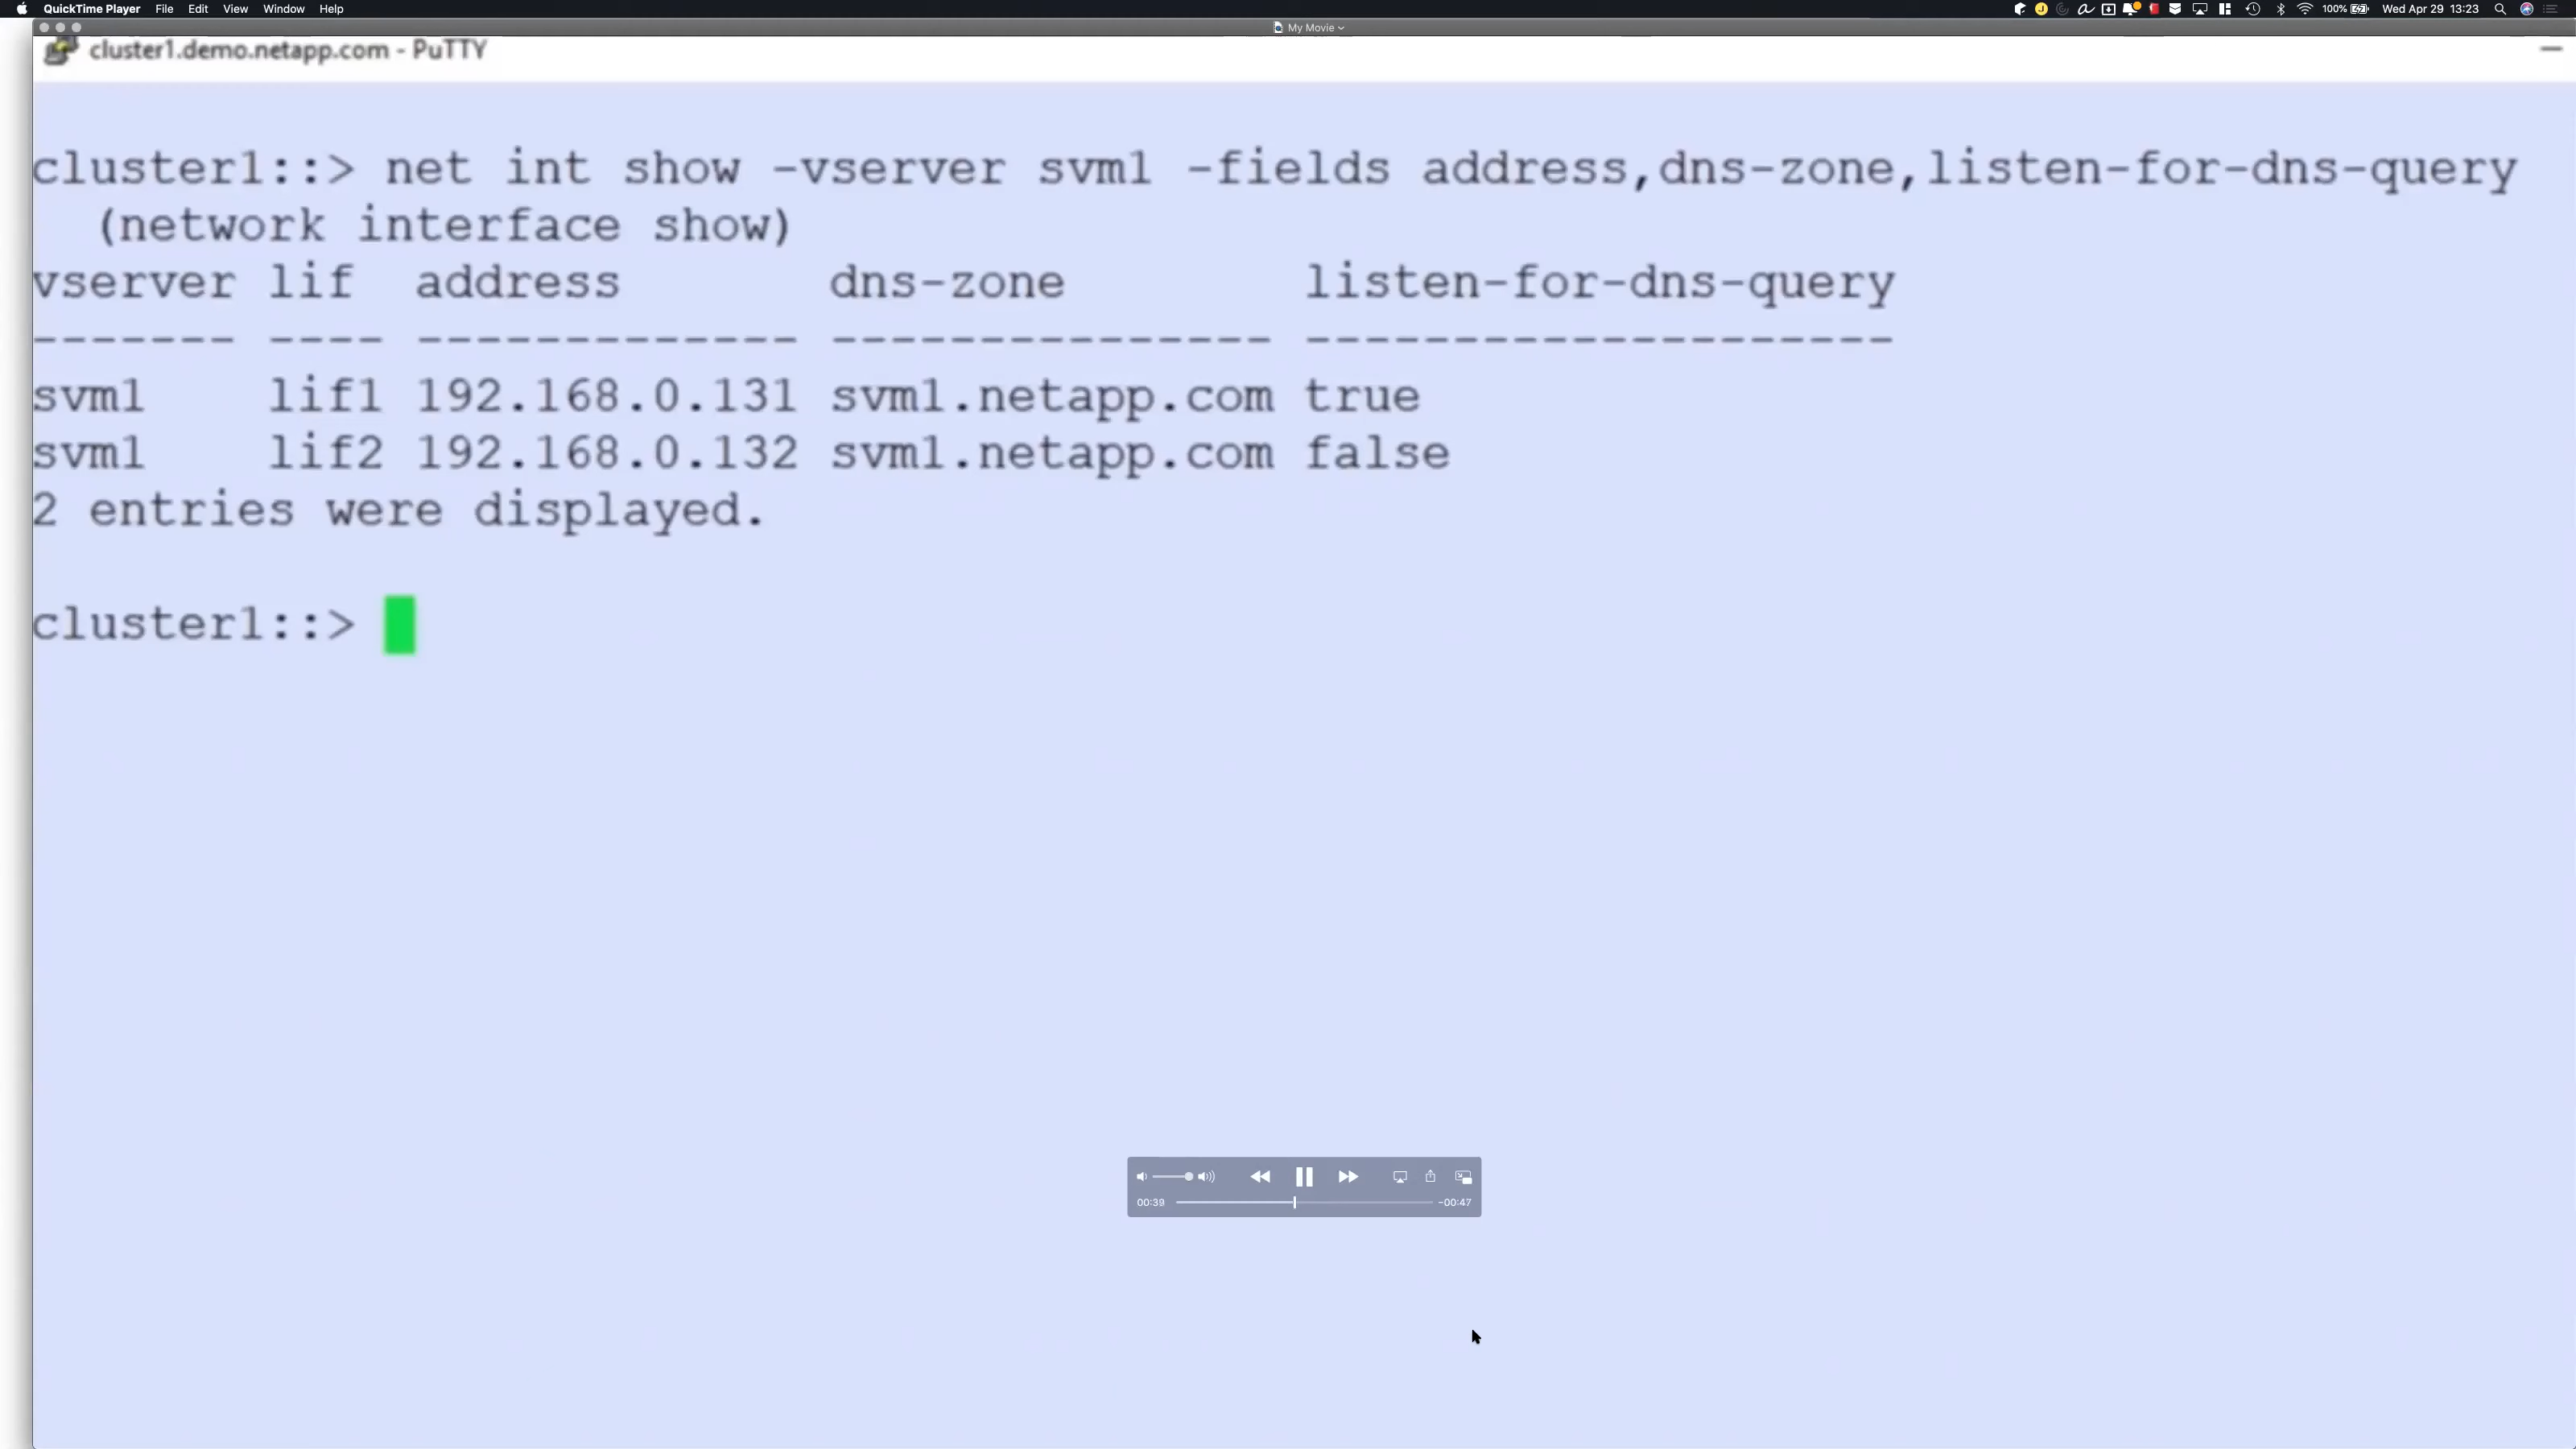 QuickTime Player File Edit View Window Help 100% Wed Apr 29 13:23
My Movie
cluster1.demo.netapp.com - PuTTY
cluster1::> net int show -vserver svm1 -fields address,dns-zone,listen-for-dns-query
(network interface show)
vserver lif address dns-zone listen-for-dns-query
------- ---- ------------- --------------- --------------------
svm1 lif1 192.168.0.131 svm1.netapp.com true
svm1 lif2 192.168.0.132 svm1.netapp.com false
2 entries were displayed.
cluster1::>
00:39 -00:47